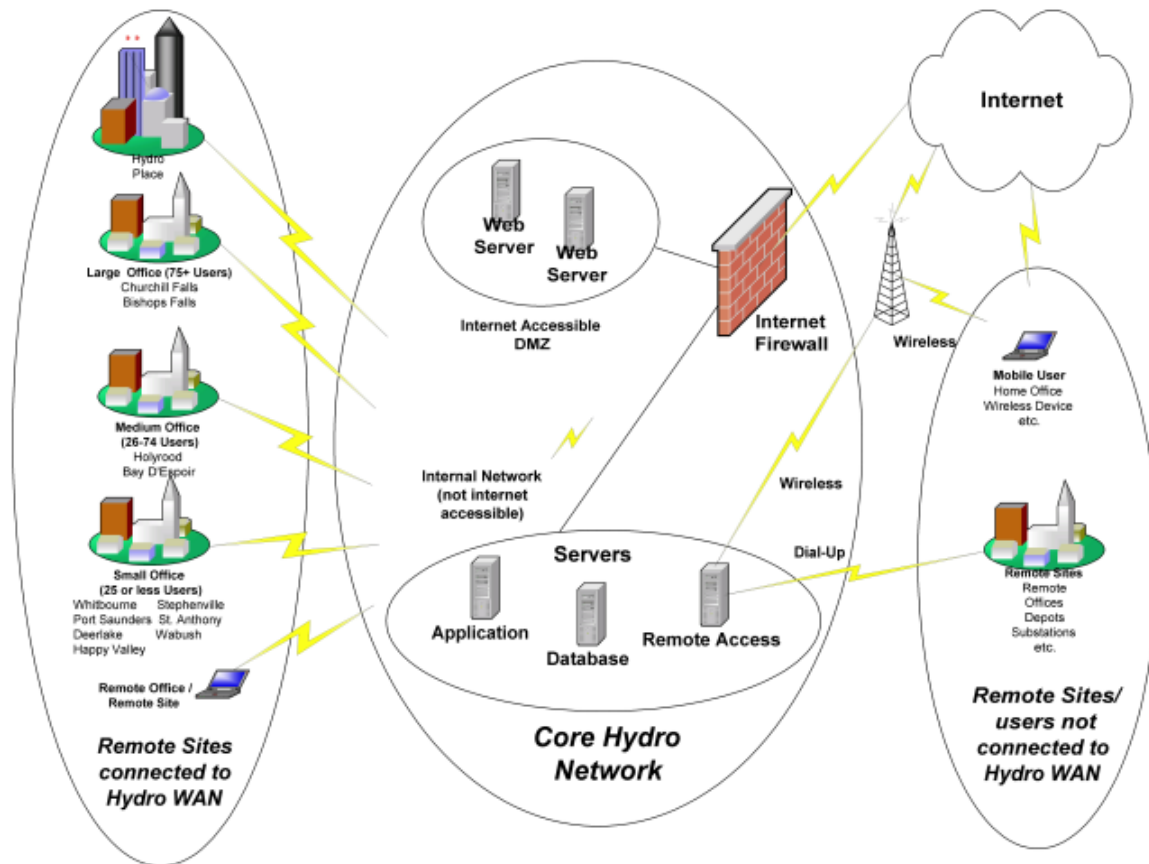 Hydro
Place
Large Office (75+ Users)
Churchill Falls
Bishops Falls
Medium Office
(26-74 Users)
Holyrood
Bay D'Espoir
Small Office
(25 or less Users)
Whitbourne Stephenville
Port Saunders St. Anthony
Deerlake Wabush
Happy Valley
Remote Office /
Remote Site
Remote Sites
connected to
Hydro WAN
Web
Server
Web
Server
Internet Accessible
DMZ
Internet
Firewall
Internal Network
(not internet
accessible)
Servers
Application
Database
Remote Access
Core Hydro
Network
Internet
Wireless
Wireless
Dial-Up
Mobile User
Home Office
Wireless Device
etc.
Remote Sites
Remote
Offices
Depots
Substations
etc.
Remote Sites/
users not
connected to
Hydro WAN